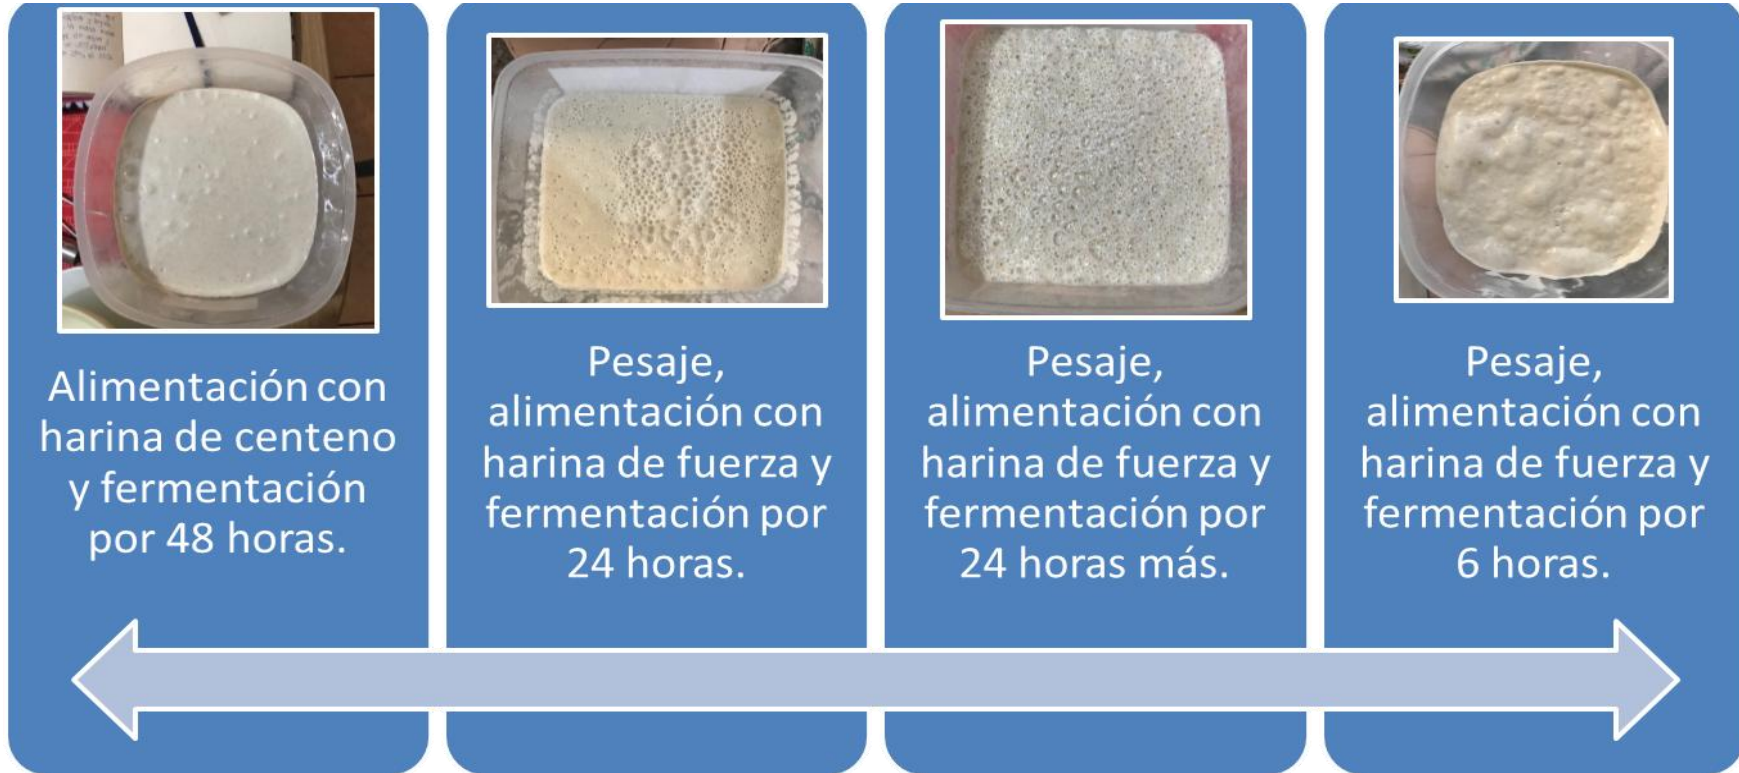 Alimentación con
harina de centeno
y fermentación
por 48 horas.
Pesaje,
alimentación con
harina de fuerza y
fermentación por
24 horas.
Pesaje,
alimentación con
harina de fuerza y
fermentación por
24 horas más.
Pesaje,
alimentación con
harina de fuerza y
fermentación por
6 horas.